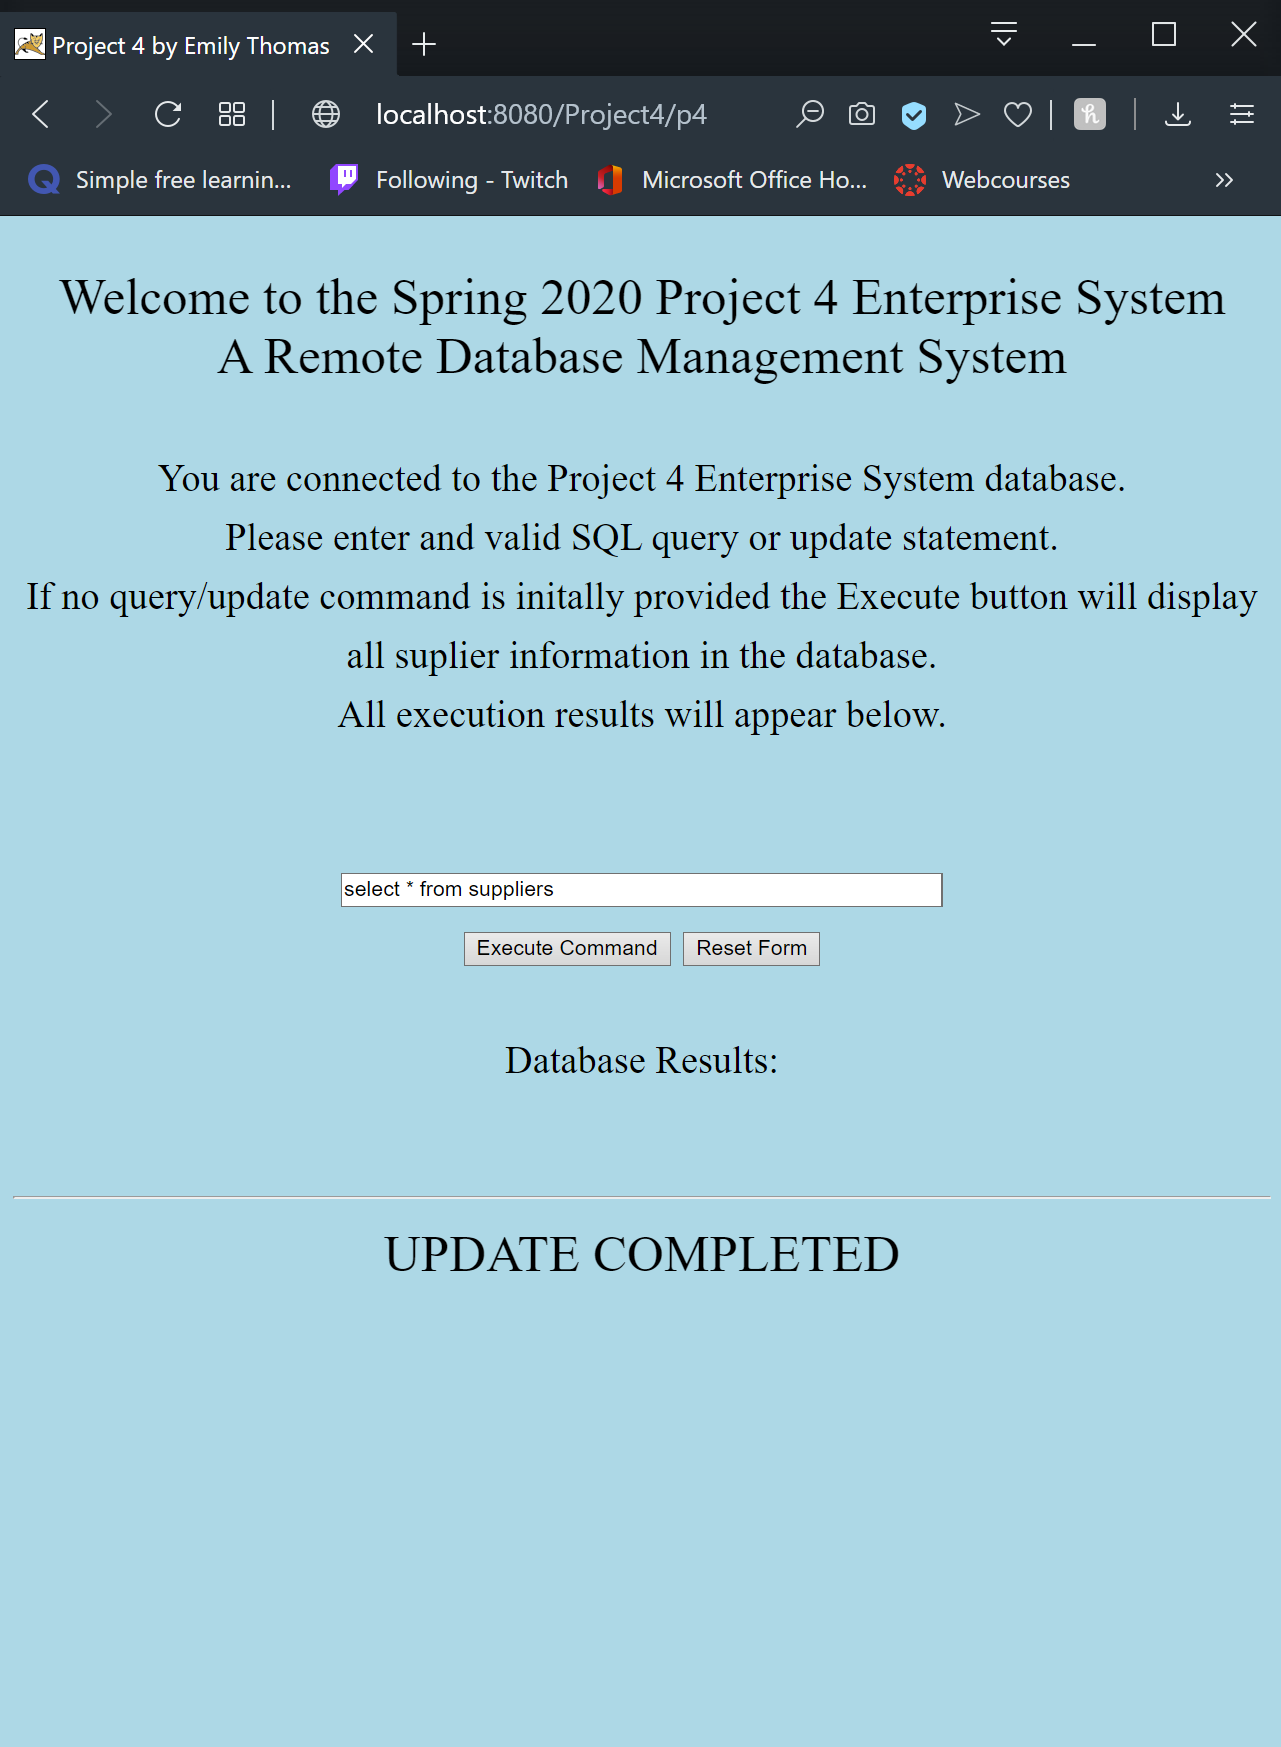 Project 4 by Emily Thomas
localhost:8080/Project4/p4
Simple free learnin... Following - Twitch Microsoft Office Ho... Webcourses
Welcome to the Spring 2020 Project 4 Enterprise System
A Remote Database Management System
You are connected to the Project 4 Enterprise System database.
Please enter and valid SQL query or update statement.
If no query/update command is initally provided the Execute button will display
all suplier information in the database.
All execution results will appear below.
select * from suppliers
Execute Command Reset Form
Database Results:
UPDATE COMPLETED